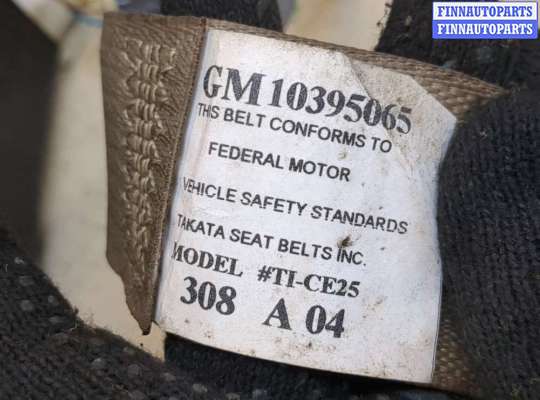 FINNAUTOPARTS
FINNAUTOPARTS
GM10395065
THIS BELT CONFORMS TO
FEDERAL MOTOR
VEHICLE SAFETY STANDARDS
TAKATA SEAT BELTS INC.
MODEL #TI-CE25
308 A 04